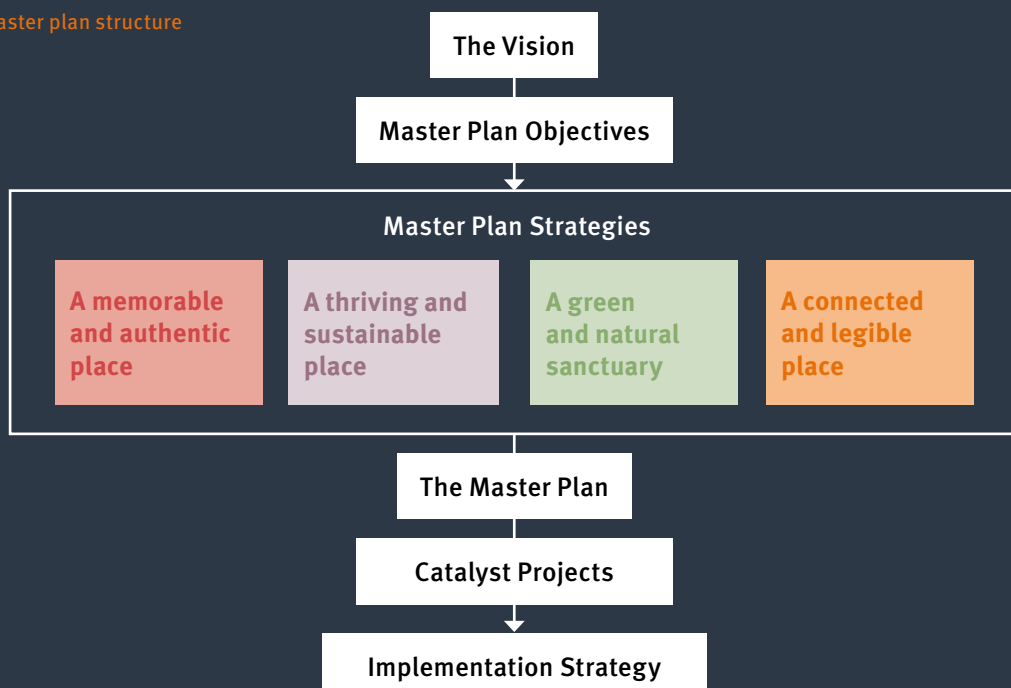 aster plan structure
The Vision
Master Plan Objectives
Master Plan Strategies
A memorable
and authentic
place
A thriving and
sustainable
place
A green
and natural
sanctuary
A connected
and legible
place
The Master Plan
Catalyst Projects
Implementation Strategy